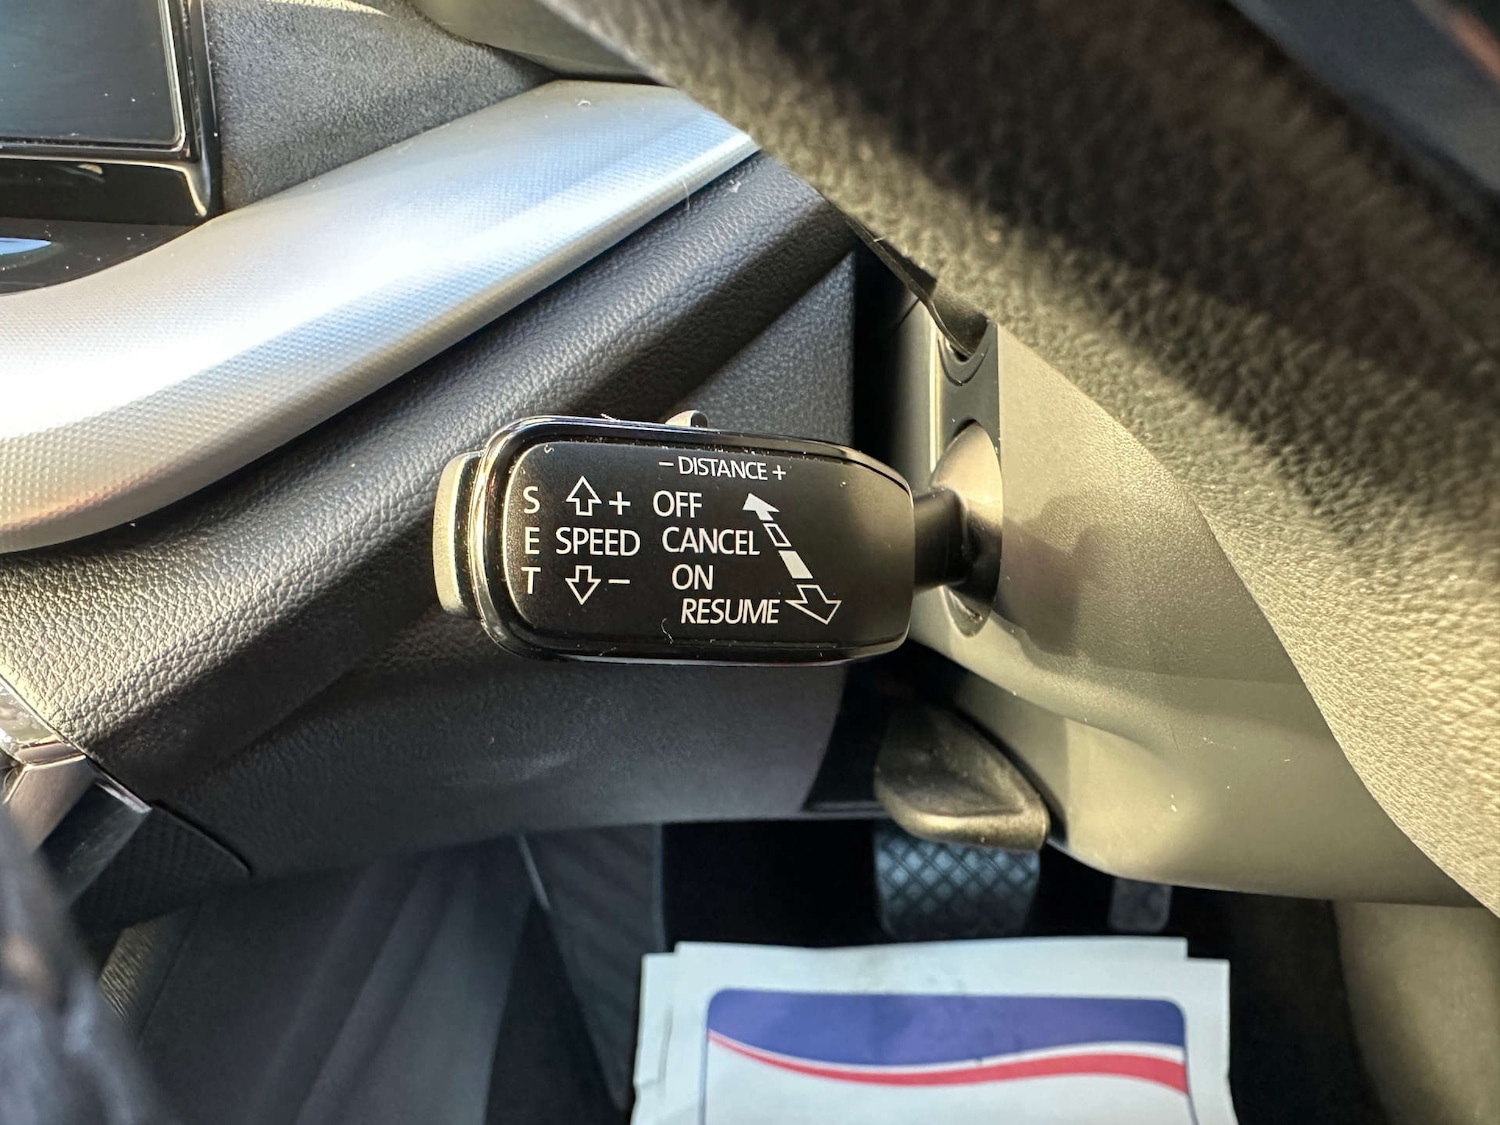 − DISTANCE +
S ⇧ + OFF
E SPEED CANCEL
T ⇩ − ON
RESUME